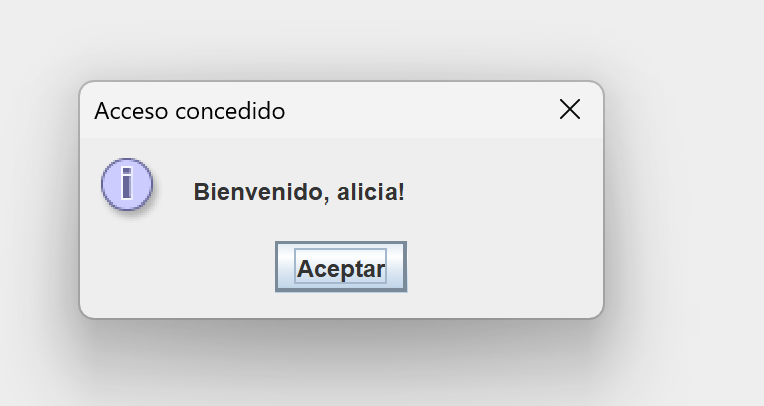 Acceso concedido
Bienvenido, alicia!
Aceptar